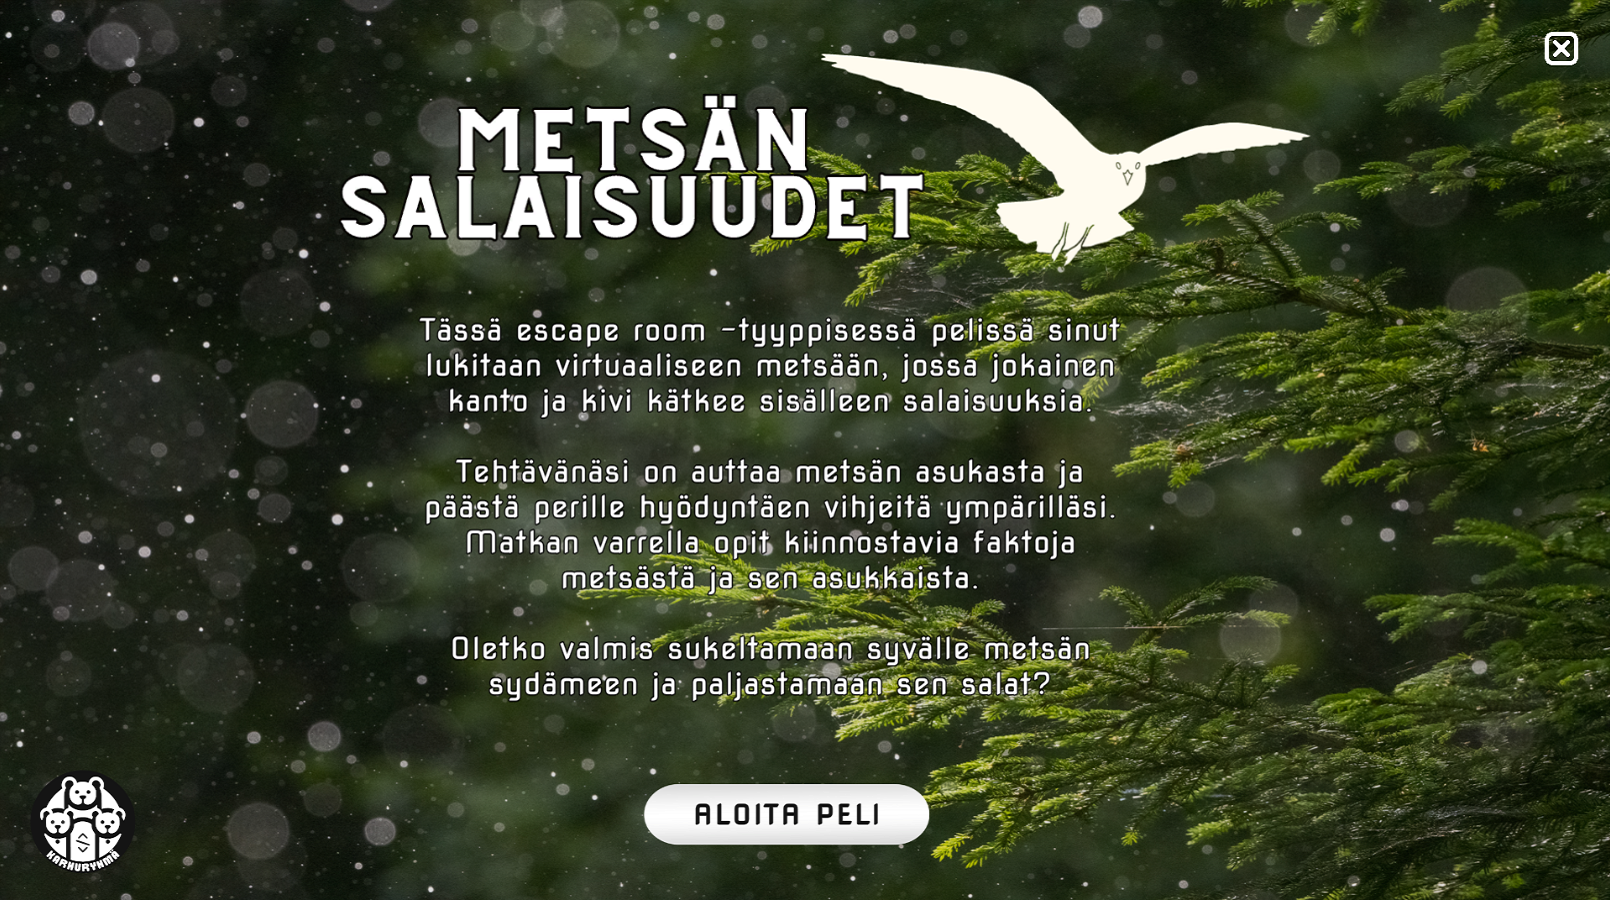 METSÄN
SALAISUUDET
Tässä escape room -tyyppisessä pelissä sinut
lukitaan virtuaaliseen metsään, jossa jokainen
kanto ja kivi kätkee sisälleen salaisuuksia.
Tehtävänäsi on auttaa metsän asukasta ja
päästä perille hyödyntäen vihjeitä ympärilläsi.
Matkan varrella opit kiinnostavia faktoja
metsästä ja sen asukkaista.
Oletko valmis sukeltamaan syvälle metsän
sydämeen ja paljastamaan sen salat?
ALOITA PELI
KARHURYHMÄ